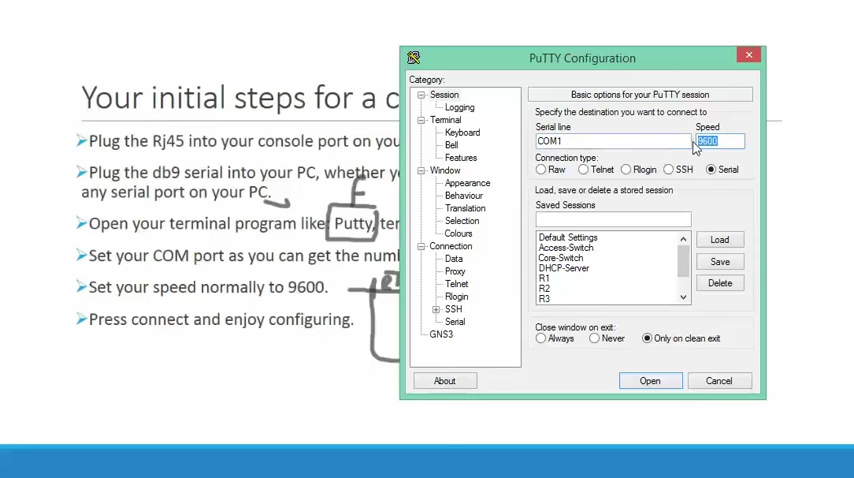 Your initial steps for a c
Plug the Rj45 into your console port on you
Plug the db9 serial into your PC, whether y
any serial port on your PC.
Open your terminal program like: Putty, ter
Set your COM port as you can get the num
Set your speed normally to 9600.
Press connect and enjoy configuring.
F
PuTTY Configuration
Category:
Session
Logging
Terminal
Keyboard
Bell
Features
Window
Appearance
Behaviour
Translation
Selection
Colours
Connection
Data
Proxy
Telnet
Rlogin
SSH
Serial
GNS3
Basic options for your PuTTY session
Specify the destination you want to connect to
Serial line Speed
COM1 9600
Connection type:
Raw Telnet Rlogin SSH Serial
Load, save or delete a stored session
Saved Sessions
Default Settings
Access-Switch
Core-Switch
DHCP-Server
R1
R2
R3
Load
Save
Delete
Close window on exit:
Always Never Only on clean exit
About Open Cancel